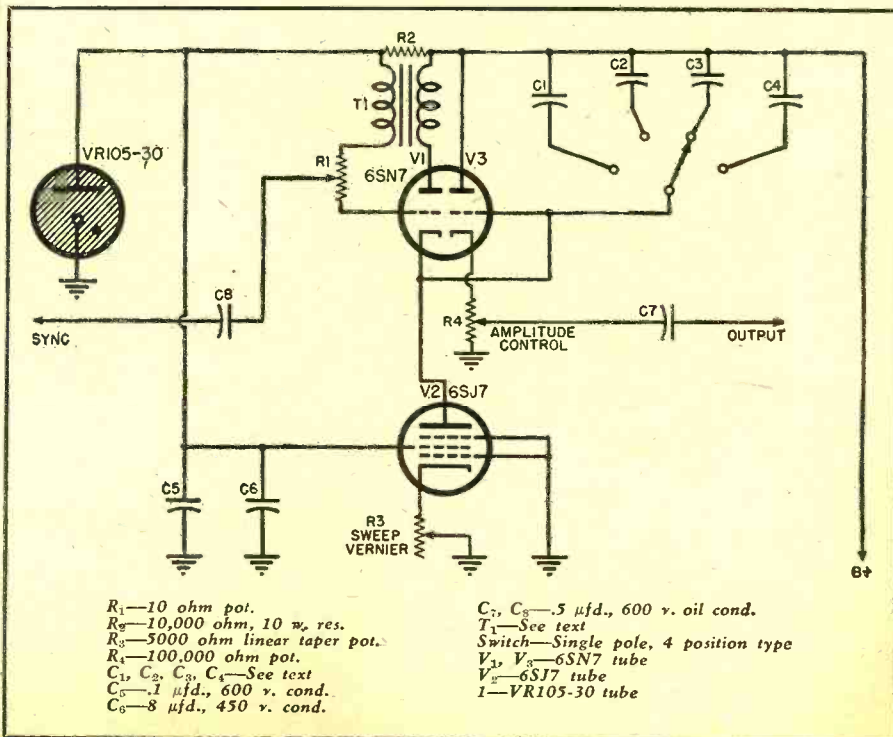 R2
C1
C2
C3
C4
T1
VR105-30
V1
V3
R1
6SN7
C8
R4
C7
SYNC
AMPLITUDE
CONTROL
OUTPUT
V2 6SJ7
C5
C6
R3
SWEEP
VERNIER
B+
R₁—10 ohm pot.
R₂—10,000 ohm, 10 w. res.
R₃—5000 ohm linear taper pot.
R₄—100,000 ohm pot.
C₁, C₂, C₃, C₄—See text
C₅—.1 μfd., 600 v. cond.
C₆—8 μfd., 450 v. cond.
C₇, C₈—.5 μfd., 600 v. oil cond.
T₁—See text
Switch—Single pole, 4 position type
V₁, V₃—6SN7 tube
V₂—6SJ7 tube
1—VR105-30 tube